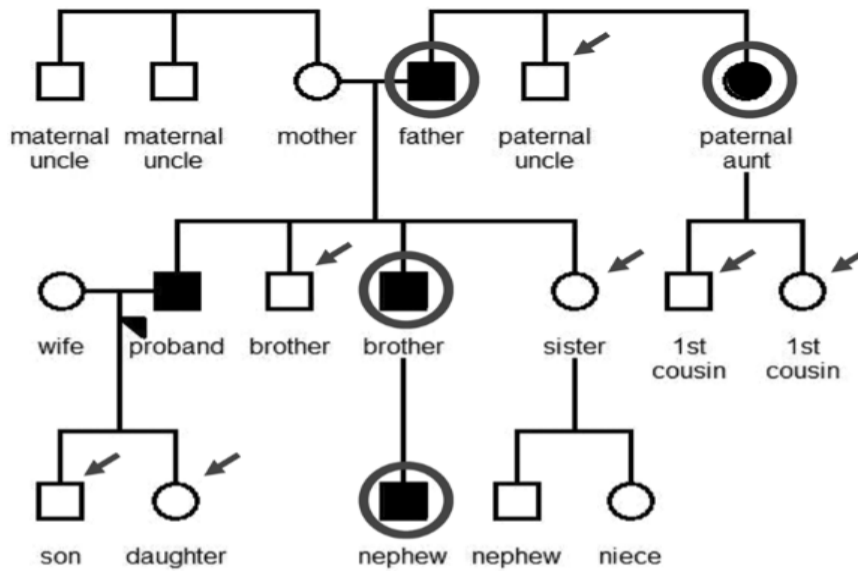 maternal uncle
maternal uncle
mother
father
paternal uncle
paternal aunt
wife
proband
brother
brother
sister
1st cousin
1st cousin
son
daughter
nephew
nephew
niece